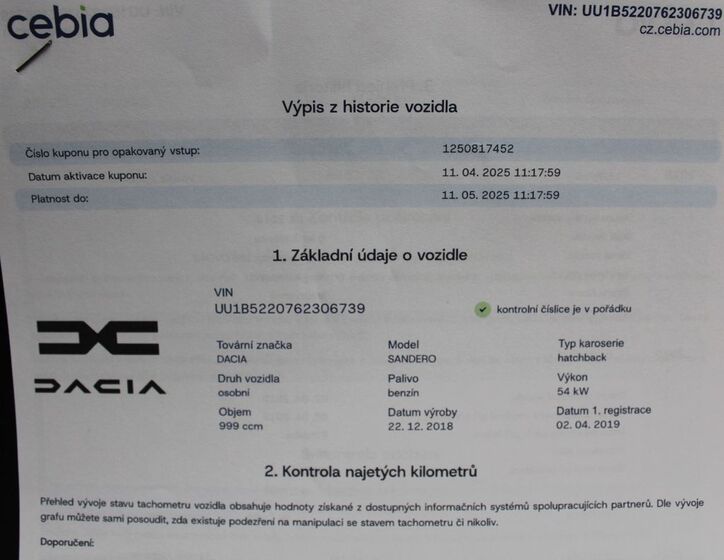 cebia
VIN: UU1B5220762306739
cz.cebia.com
Výpis z historie vozidla
Číslo kuponu pro opakovaný vstup: 1250817452
Datum aktivace kuponu: 11. 04. 2025 11:17:59
Platnost do: 11. 05. 2025 11:17:59
1. Základní údaje o vozidle
VIN
UU1B5220762306739 kontrolní číslice je v pořádku
Tovární značka Model Typ karoserie
DACIA SANDERO hatchback
Druh vozidla Palivo Výkon
osobní benzín 54 kW
Objem Datum výroby Datum 1. registrace
999 ccm 22. 12. 2018 02. 04. 2019
DACIA
2. Kontrola najetých kilometrů
Přehled vývoje stavu tachometru vozidla obsahuje hodnoty získané z dostupných informačních systémů spolupracujících partnerů. Dle vývoje
grafu můžete sami posoudit, zda existuje podezření na manipulaci se stavem tachometru či nikoliv.
Doporučení: